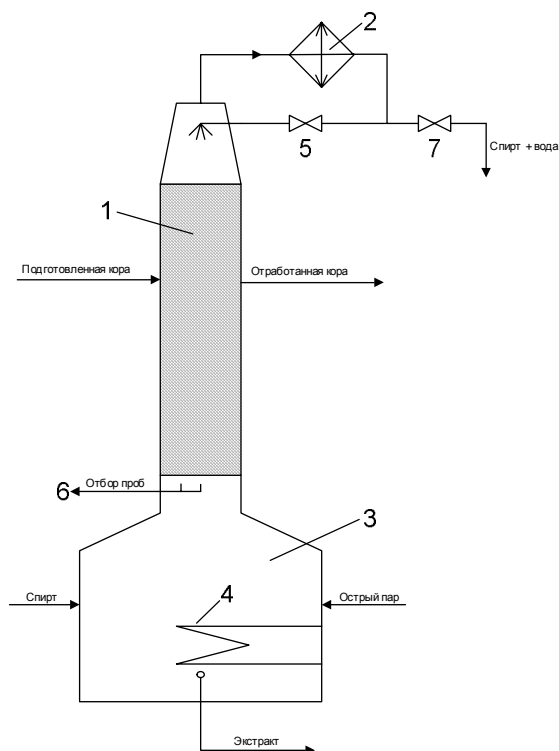 2
5
7
Спирт + вода
1
Подготовленная кора
Отработанная кора
6
Отбор проб
3
Спирт
4
Острый пар
Экстракт